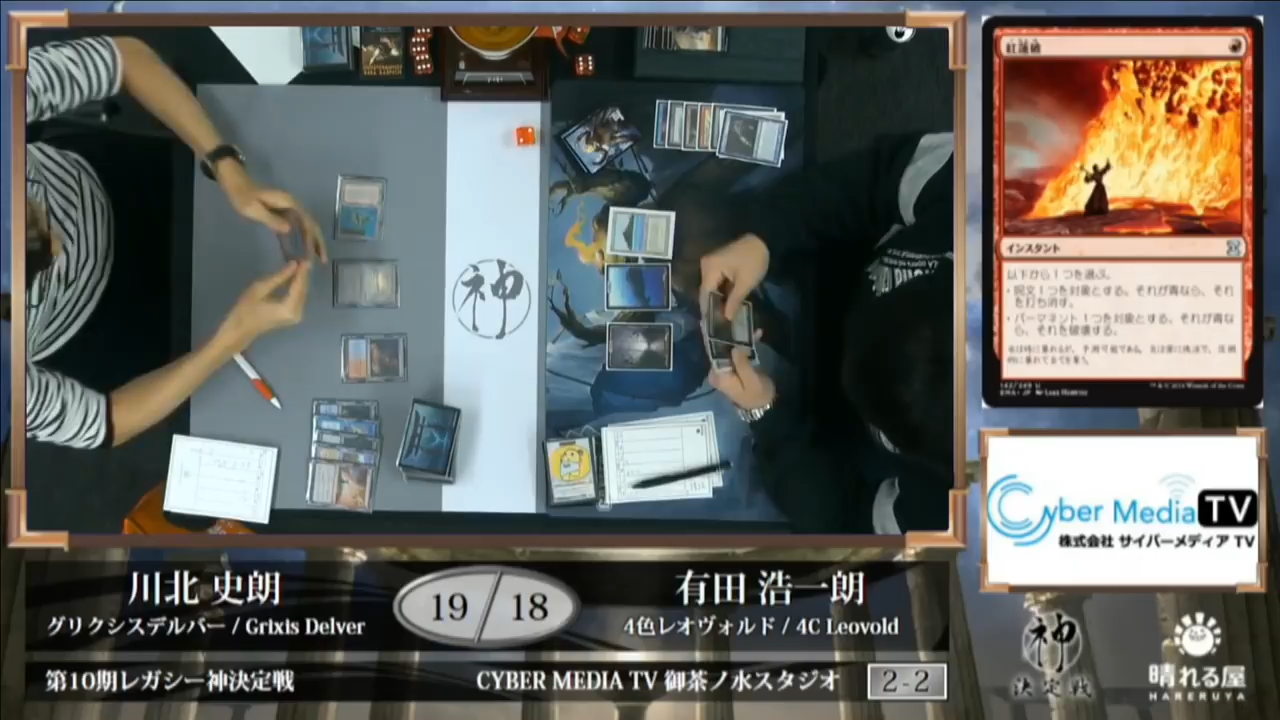 紅蓮破
インスタント
以下から1つを選ぶ。
・呪文1つを対象とする。それが青なら、それ
を打ち消す。
・パーマネント1つを対象とする。それが青な
ら、それを破壊する。
神
Cyber Media TV
株式会社 サイバーメディア TV
川北 史朗
グリクシスデルバー / Grixis Delver
19 / 18
有田 浩一朗
4色レオヴォルド / 4C Leovold
第10期レガシー神決定戦
CYBER MEDIA TV 御茶ノ水スタジオ
2-2
神
決定戦
晴れる屋
HARERUYA